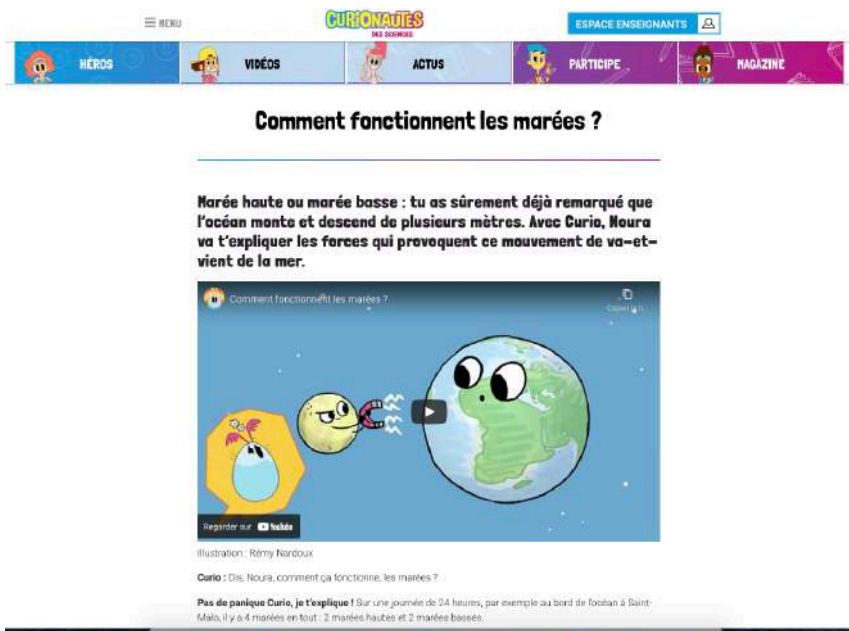 MENU
CURIONAUTES
DES SCIENCES
ESPACE ENSEIGNANTS
HÉROS
VIDÉOS
ACTUS
PARTICIPE
MAGAZINE
Comment fonctionnent les marées ?
Marée haute ou marée basse : tu as sûrement déjà remarqué que
l'océan monte et descend de plusieurs mètres. Avec Curio, Noura
va t'expliquer les forces qui provoquent ce mouvement de va-et-
vient de la mer.
Comment fonctionnent les marées ?
Regarder sur YouTube
Illustration : Rémy Nardoux
Curio : Dis, Noura, comment ça fonctionne, les marées ?
Pas de panique Curio, je t'explique ! Sur une journée de 24 heures, par exemple au bord de l'océan à Saint-
Malo, il y a 4 marées en tout : 2 marées hautes et 2 marées basses.